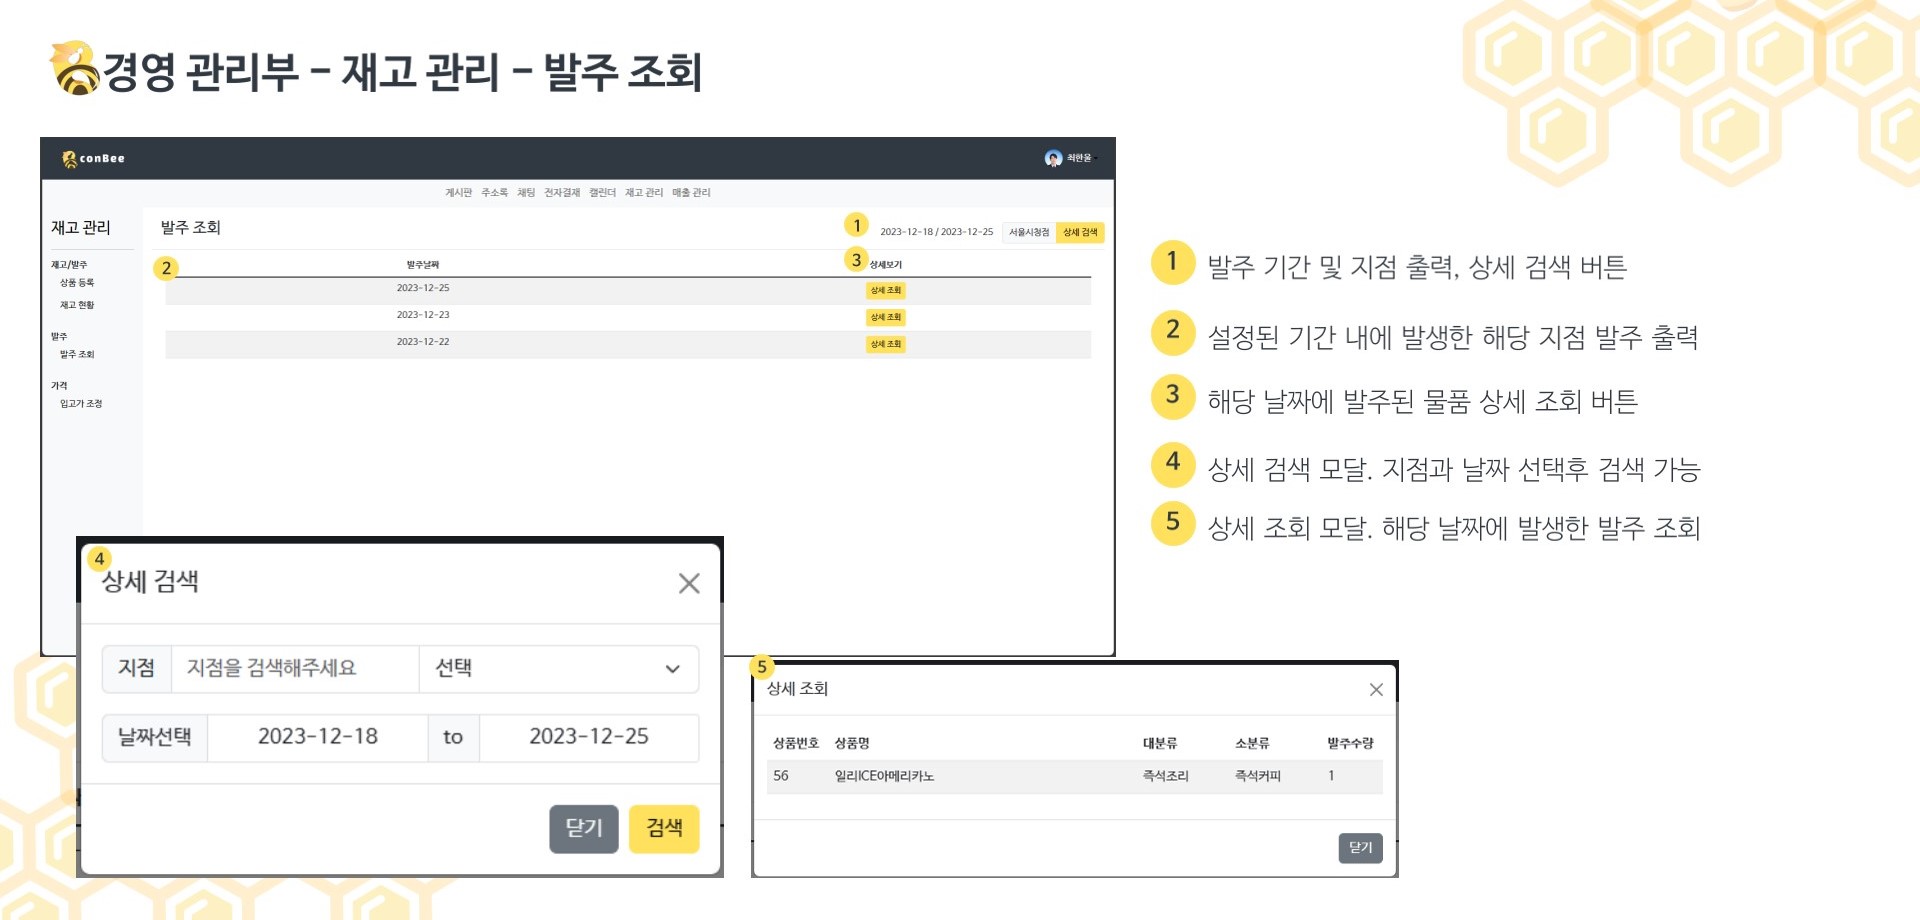 경영 관리부 - 재고 관리 - 발주 조회
conBee
최한울
게시판 주소록 채팅 전자결재 캘린더 재고 관리 매출 관리
재고 관리
재고/발주
상품 등록
재고 현황
발주
발주 조회
가격
입고가 조정
발주 조회
1 2023-12-18 / 2023-12-25 서울시청점 상세 검색
2 발주날짜 3 상세보기
2023-12-25 상세 조회
2023-12-23 상세 조회
2023-12-22 상세 조회
1 발주 기간 및 지점 출력, 상세 검색 버튼
2 설정된 기간 내에 발생한 해당 지점 발주 출력
3 해당 날짜에 발주된 물품 상세 조회 버튼
4 상세 검색 모달. 지점과 날짜 선택후 검색 가능
5 상세 조회 모달. 해당 날짜에 발생한 발주 조회
4
상세 검색
지점 지점을 검색해주세요 선택
날짜선택 2023-12-18 to 2023-12-25
닫기 검색
5
상세 조회
상품번호 상품명 대분류 소분류 발주수량
56 일리ICE아메리카노 즉석조리 즉석커피 1
닫기